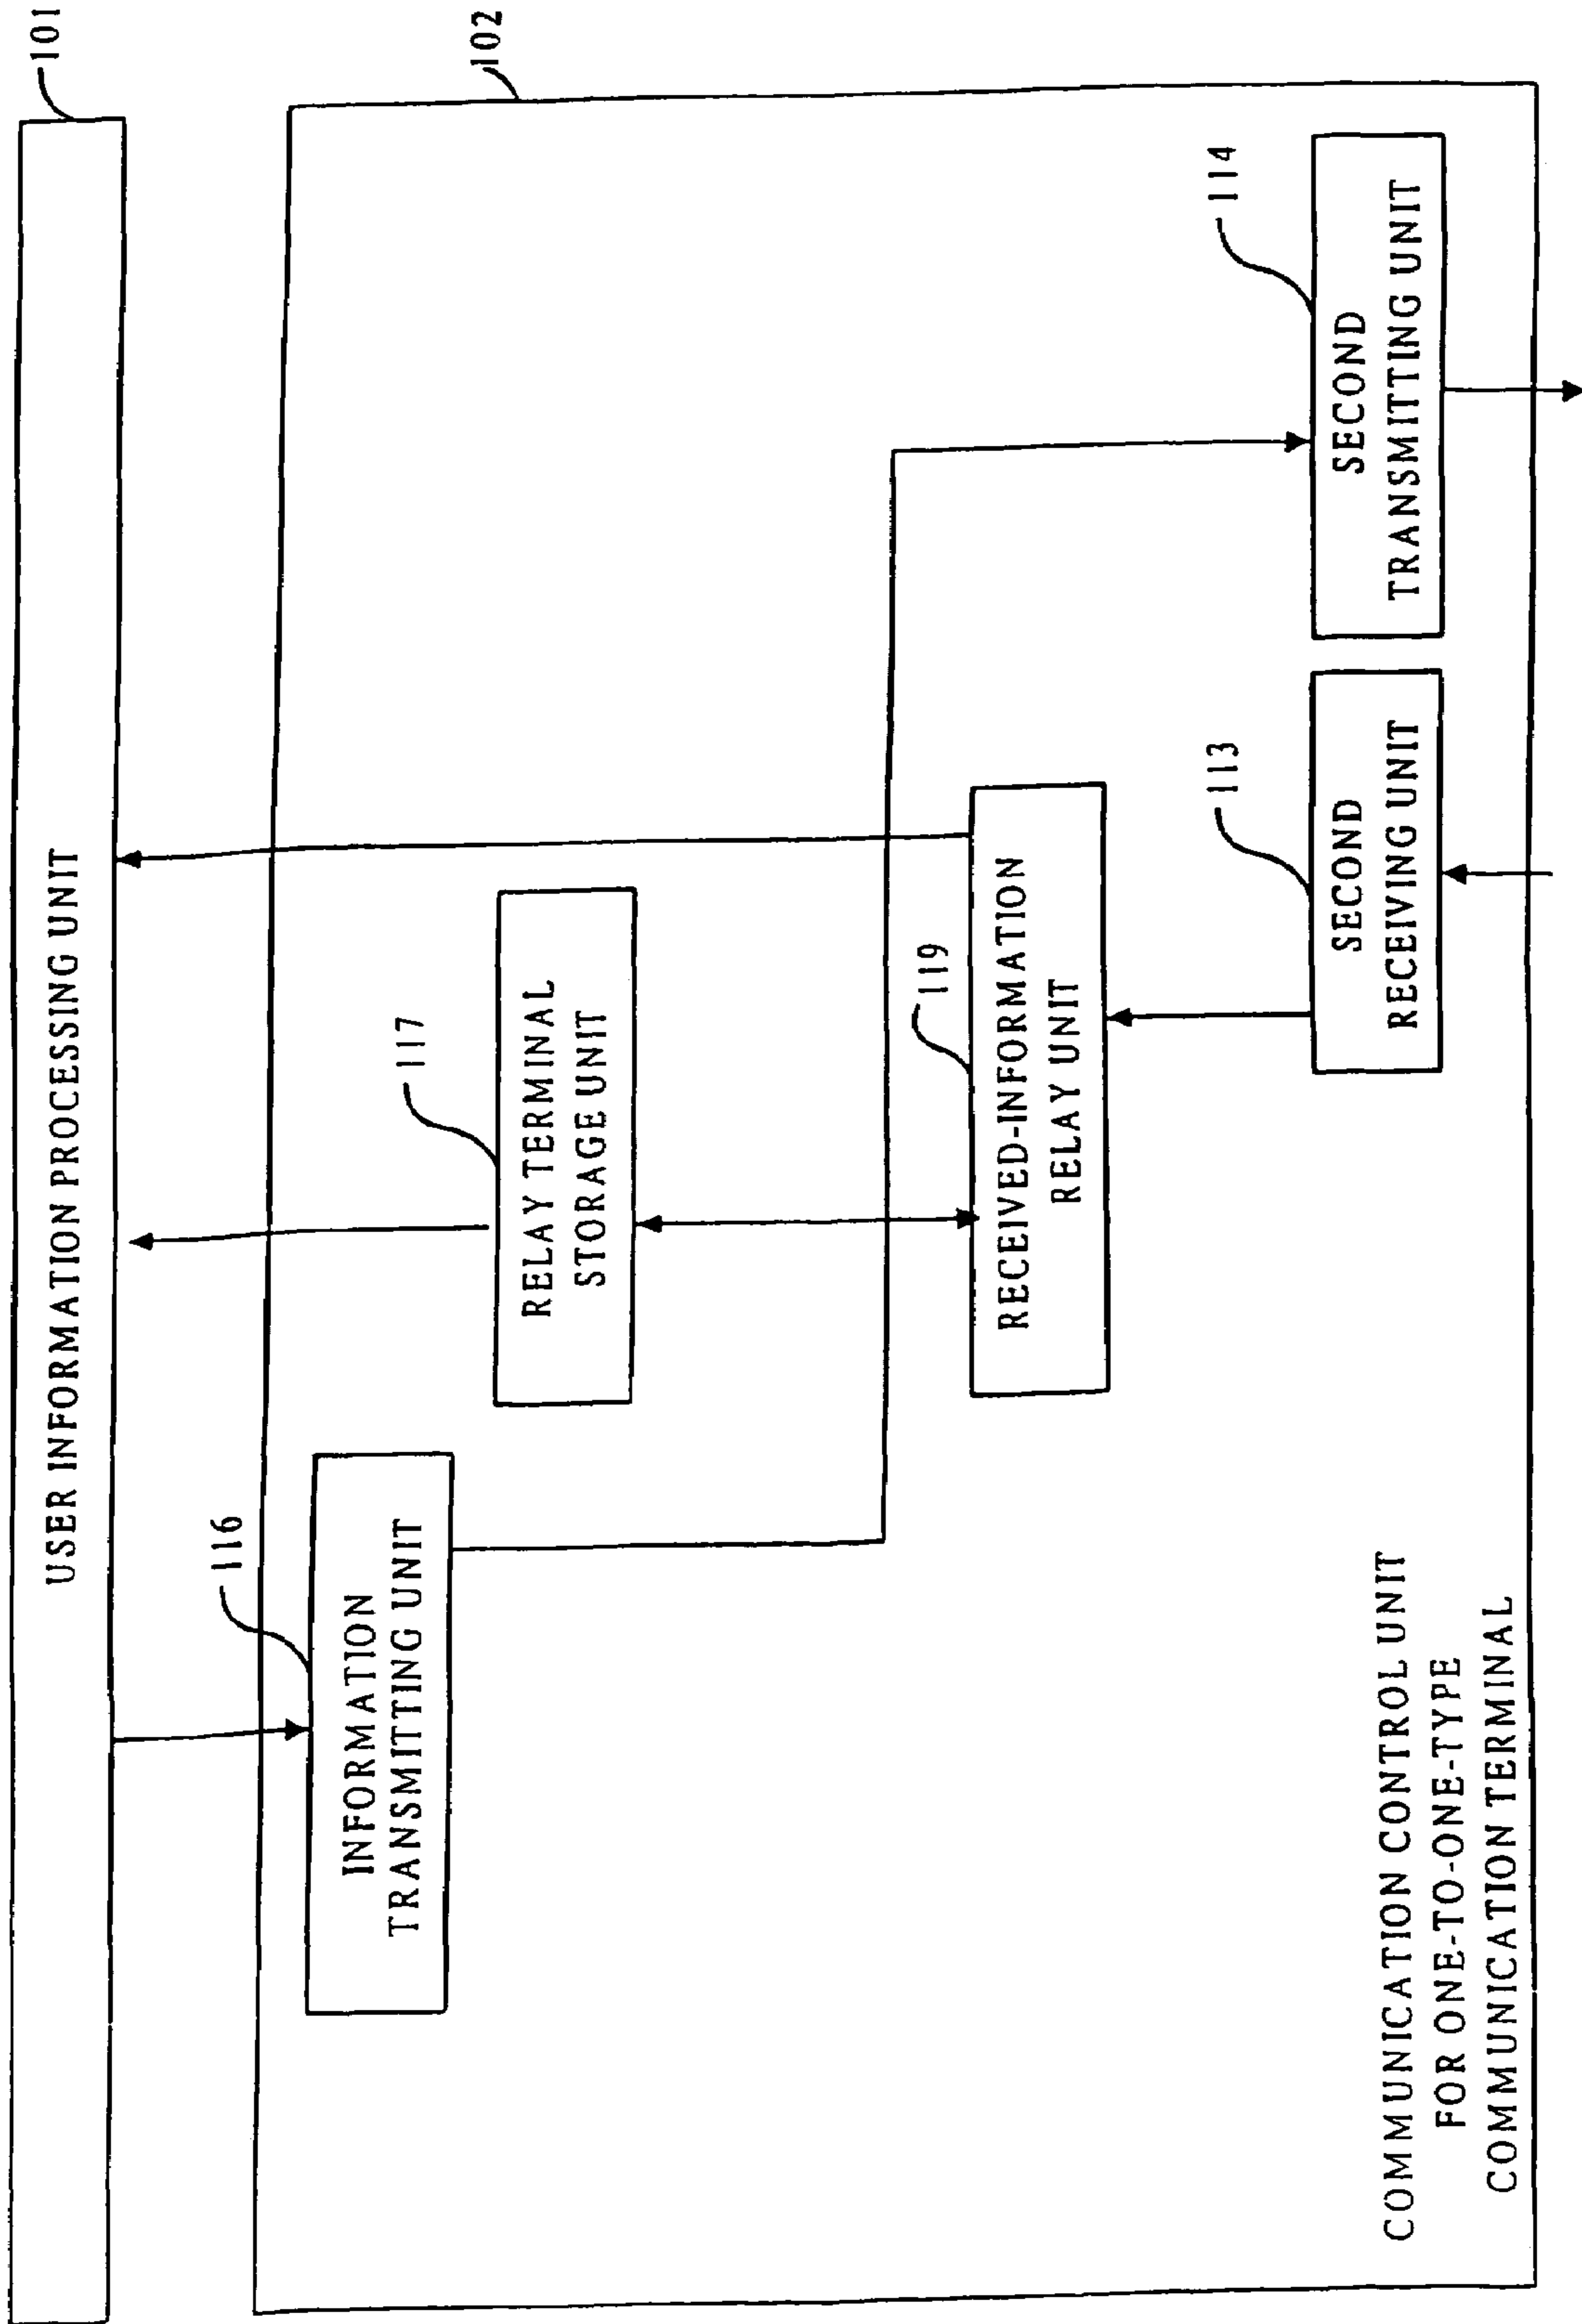 101
USER INFORMATION PROCESSING UNIT
102
116
INFORMATION
TRANSMITTING UNIT
117
RELAY TERMINAL
STORAGE UNIT
119
RECEIVED-INFORMATION
RELAY UNIT
113
SECOND
RECEIVING UNIT
114
SECOND
TRANSMITTING UNIT
COMMUNICATION CONTROL UNIT
FOR ONE-TO-ONE-TYPE
COMMUNICATION TERMINAL